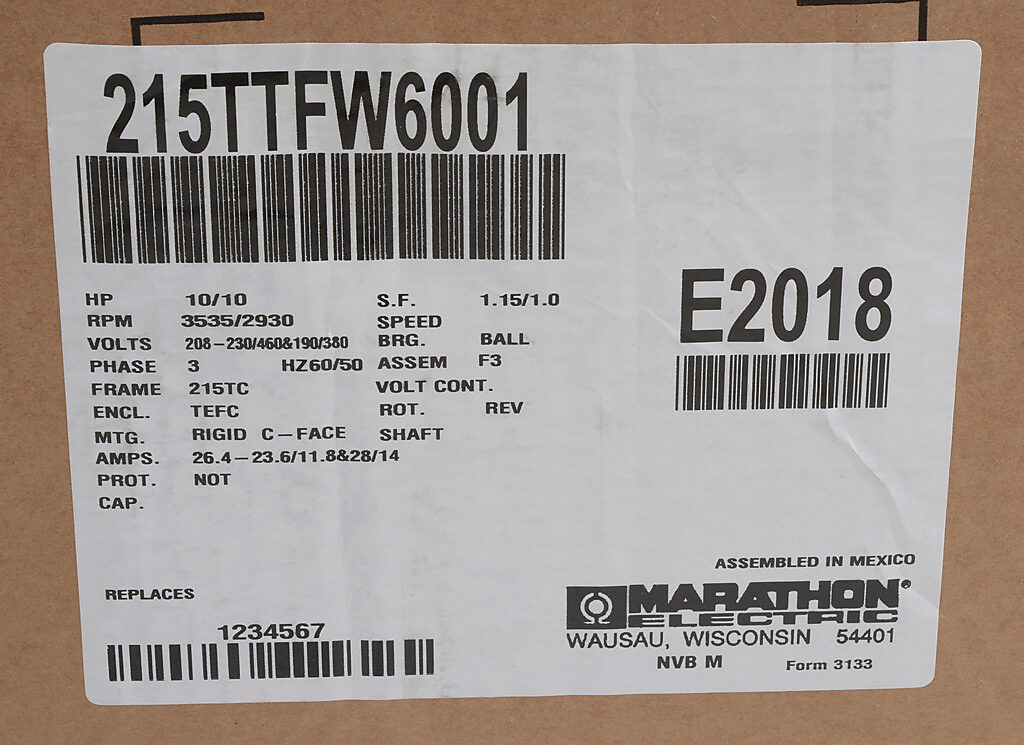 215TTFW6001
HP 10/10 S.F. 1.15/1.0
RPM 3535/2930 SPEED
VOLTS 208-230/460&190/380 BRG. BALL
PHASE 3 HZ60/50 ASSEM F3
FRAME 215TC VOLT CONT.
ENCL. TEFC ROT. REV
MTG. RIGID C-FACE SHAFT
AMPS. 26.4-23.6/11.8&28/14
PROT. NOT
CAP.
E2018
REPLACES
1234567
ASSEMBLED IN MEXICO
MARATHON®
ELECTRIC
WAUSAU, WISCONSIN 54401
NVB M Form 3133